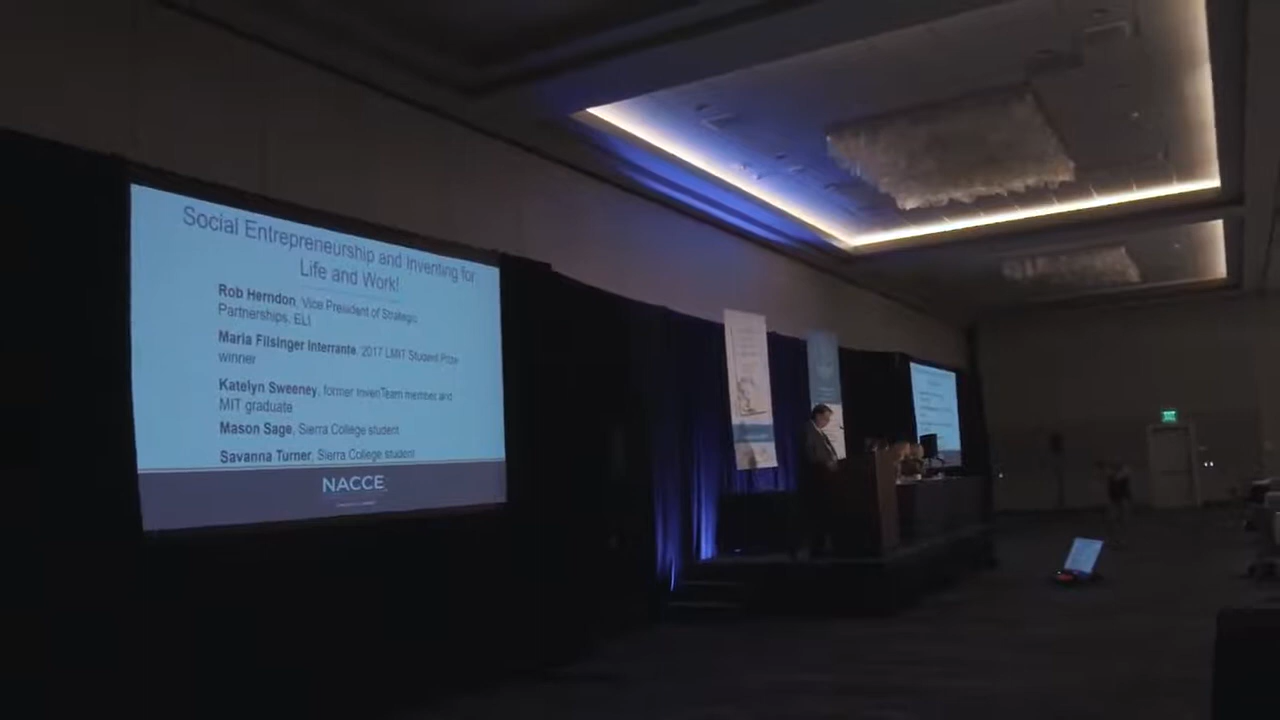 Social Entrepreneurship and Inventing for
Life and Work!
Rob Herndon, Vice President of Strategic
Partnerships, ELI
Maria Filsinger Interrante, 2017 LMIT Student Prize
winner
Katelyn Sweeney, former InvenTeam member and
MIT graduate
Mason Sage, Sierra College student
Savanna Turner, Sierra College student
NACCE